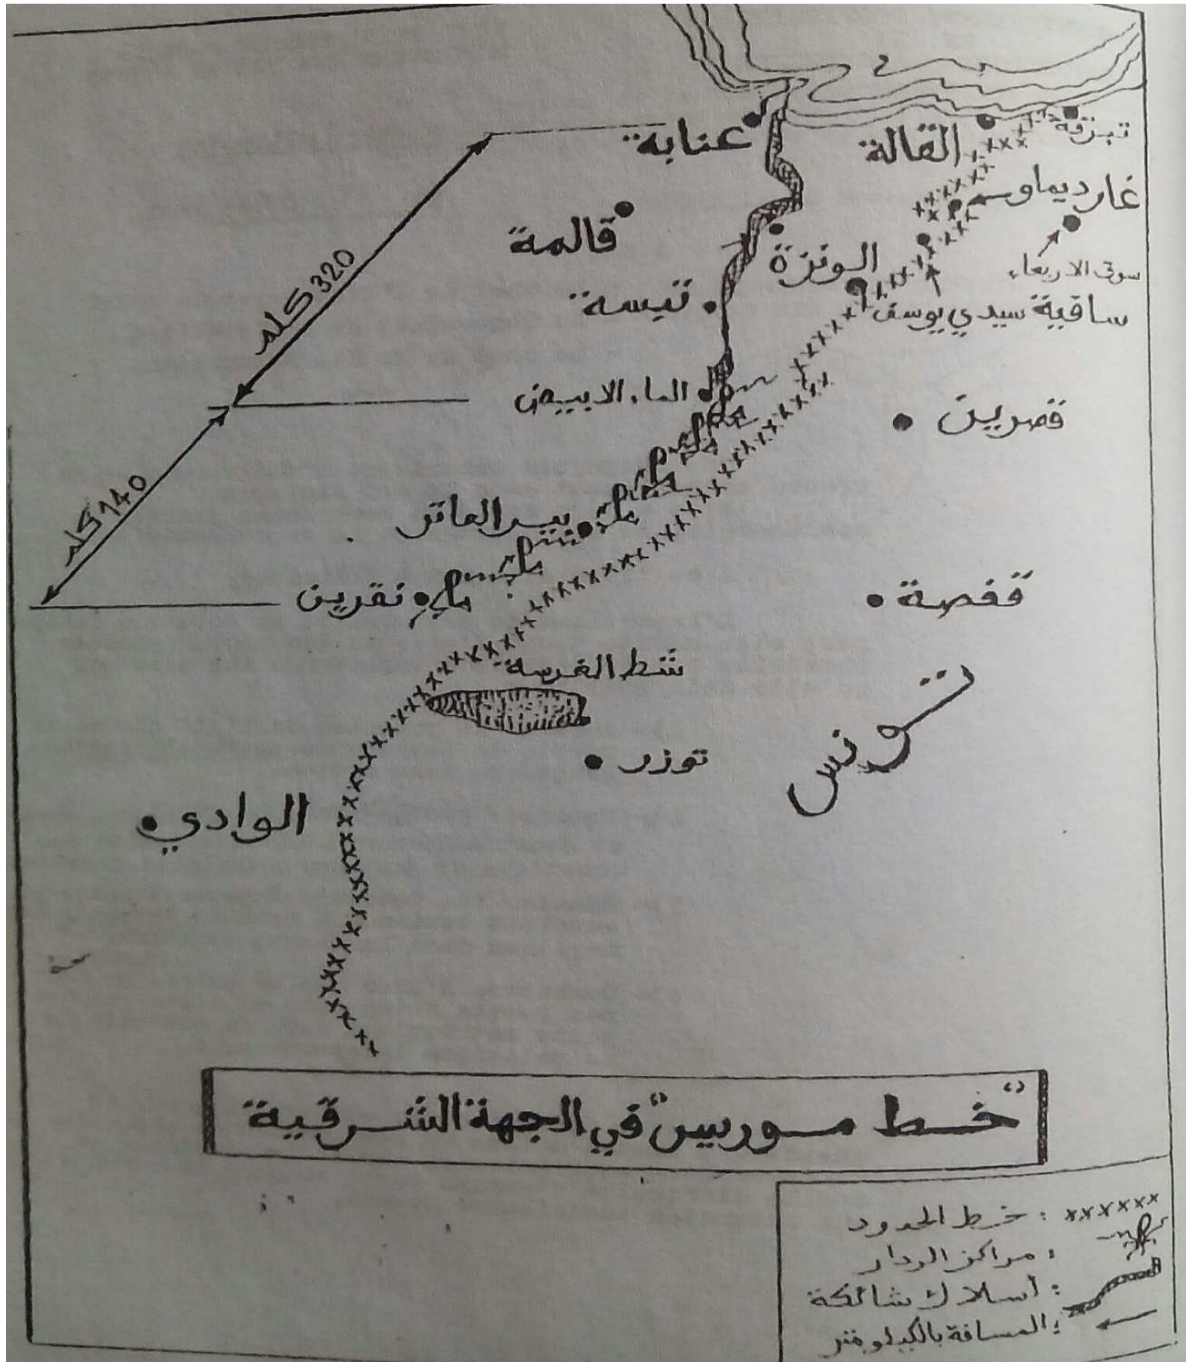 تبرقة
القالة
عنابة
غار ديماو
سوق الاربعاء
قالمة
الونزة
تبسة
ساقية سيدي يوسف
320 كلم
الماء الابيض
قصرين
بير العاتر
140 كلم
نقرين
قفصة
شط الغرسة
تونس
توزر
الوادي
"خط موريس" في الجهة الشرقية
xxxxxx : خط الحدود
: مراكز الردار
: أسلاك شائكة
: المسافة بالكيلومتر